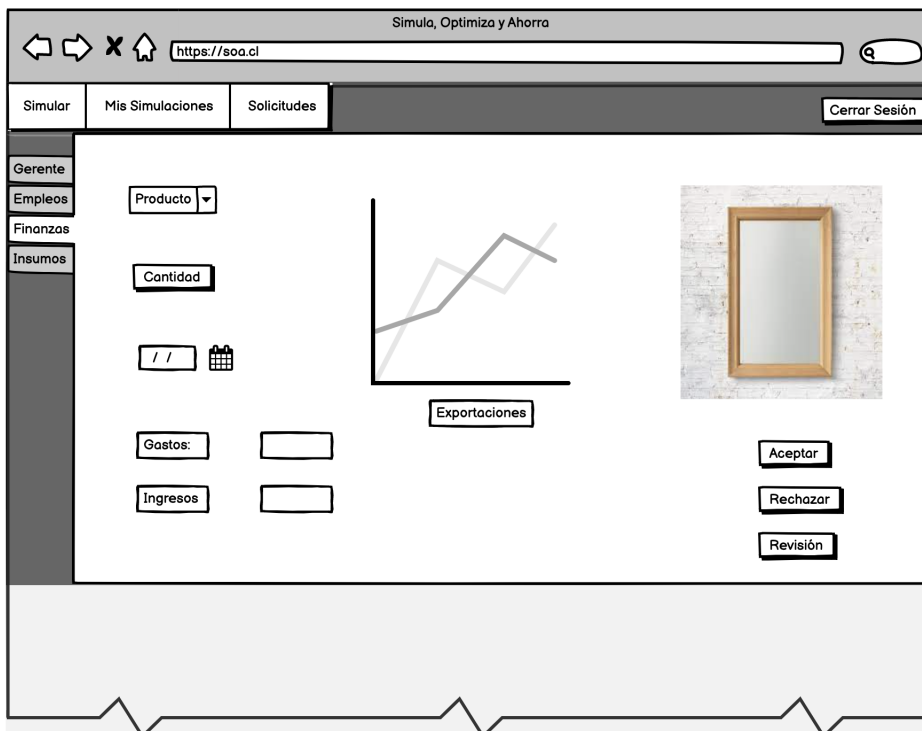 Simula, Optimiza y Ahorra
https://soa.cl
Simular
Mis Simulaciones
Solicitudes
Cerrar Sesión
Gerente
Empleos
Finanzas
Insumos
Producto
Cantidad
/ /
Exportaciones
Gastos:
Ingresos
Aceptar
Rechazar
Revisión